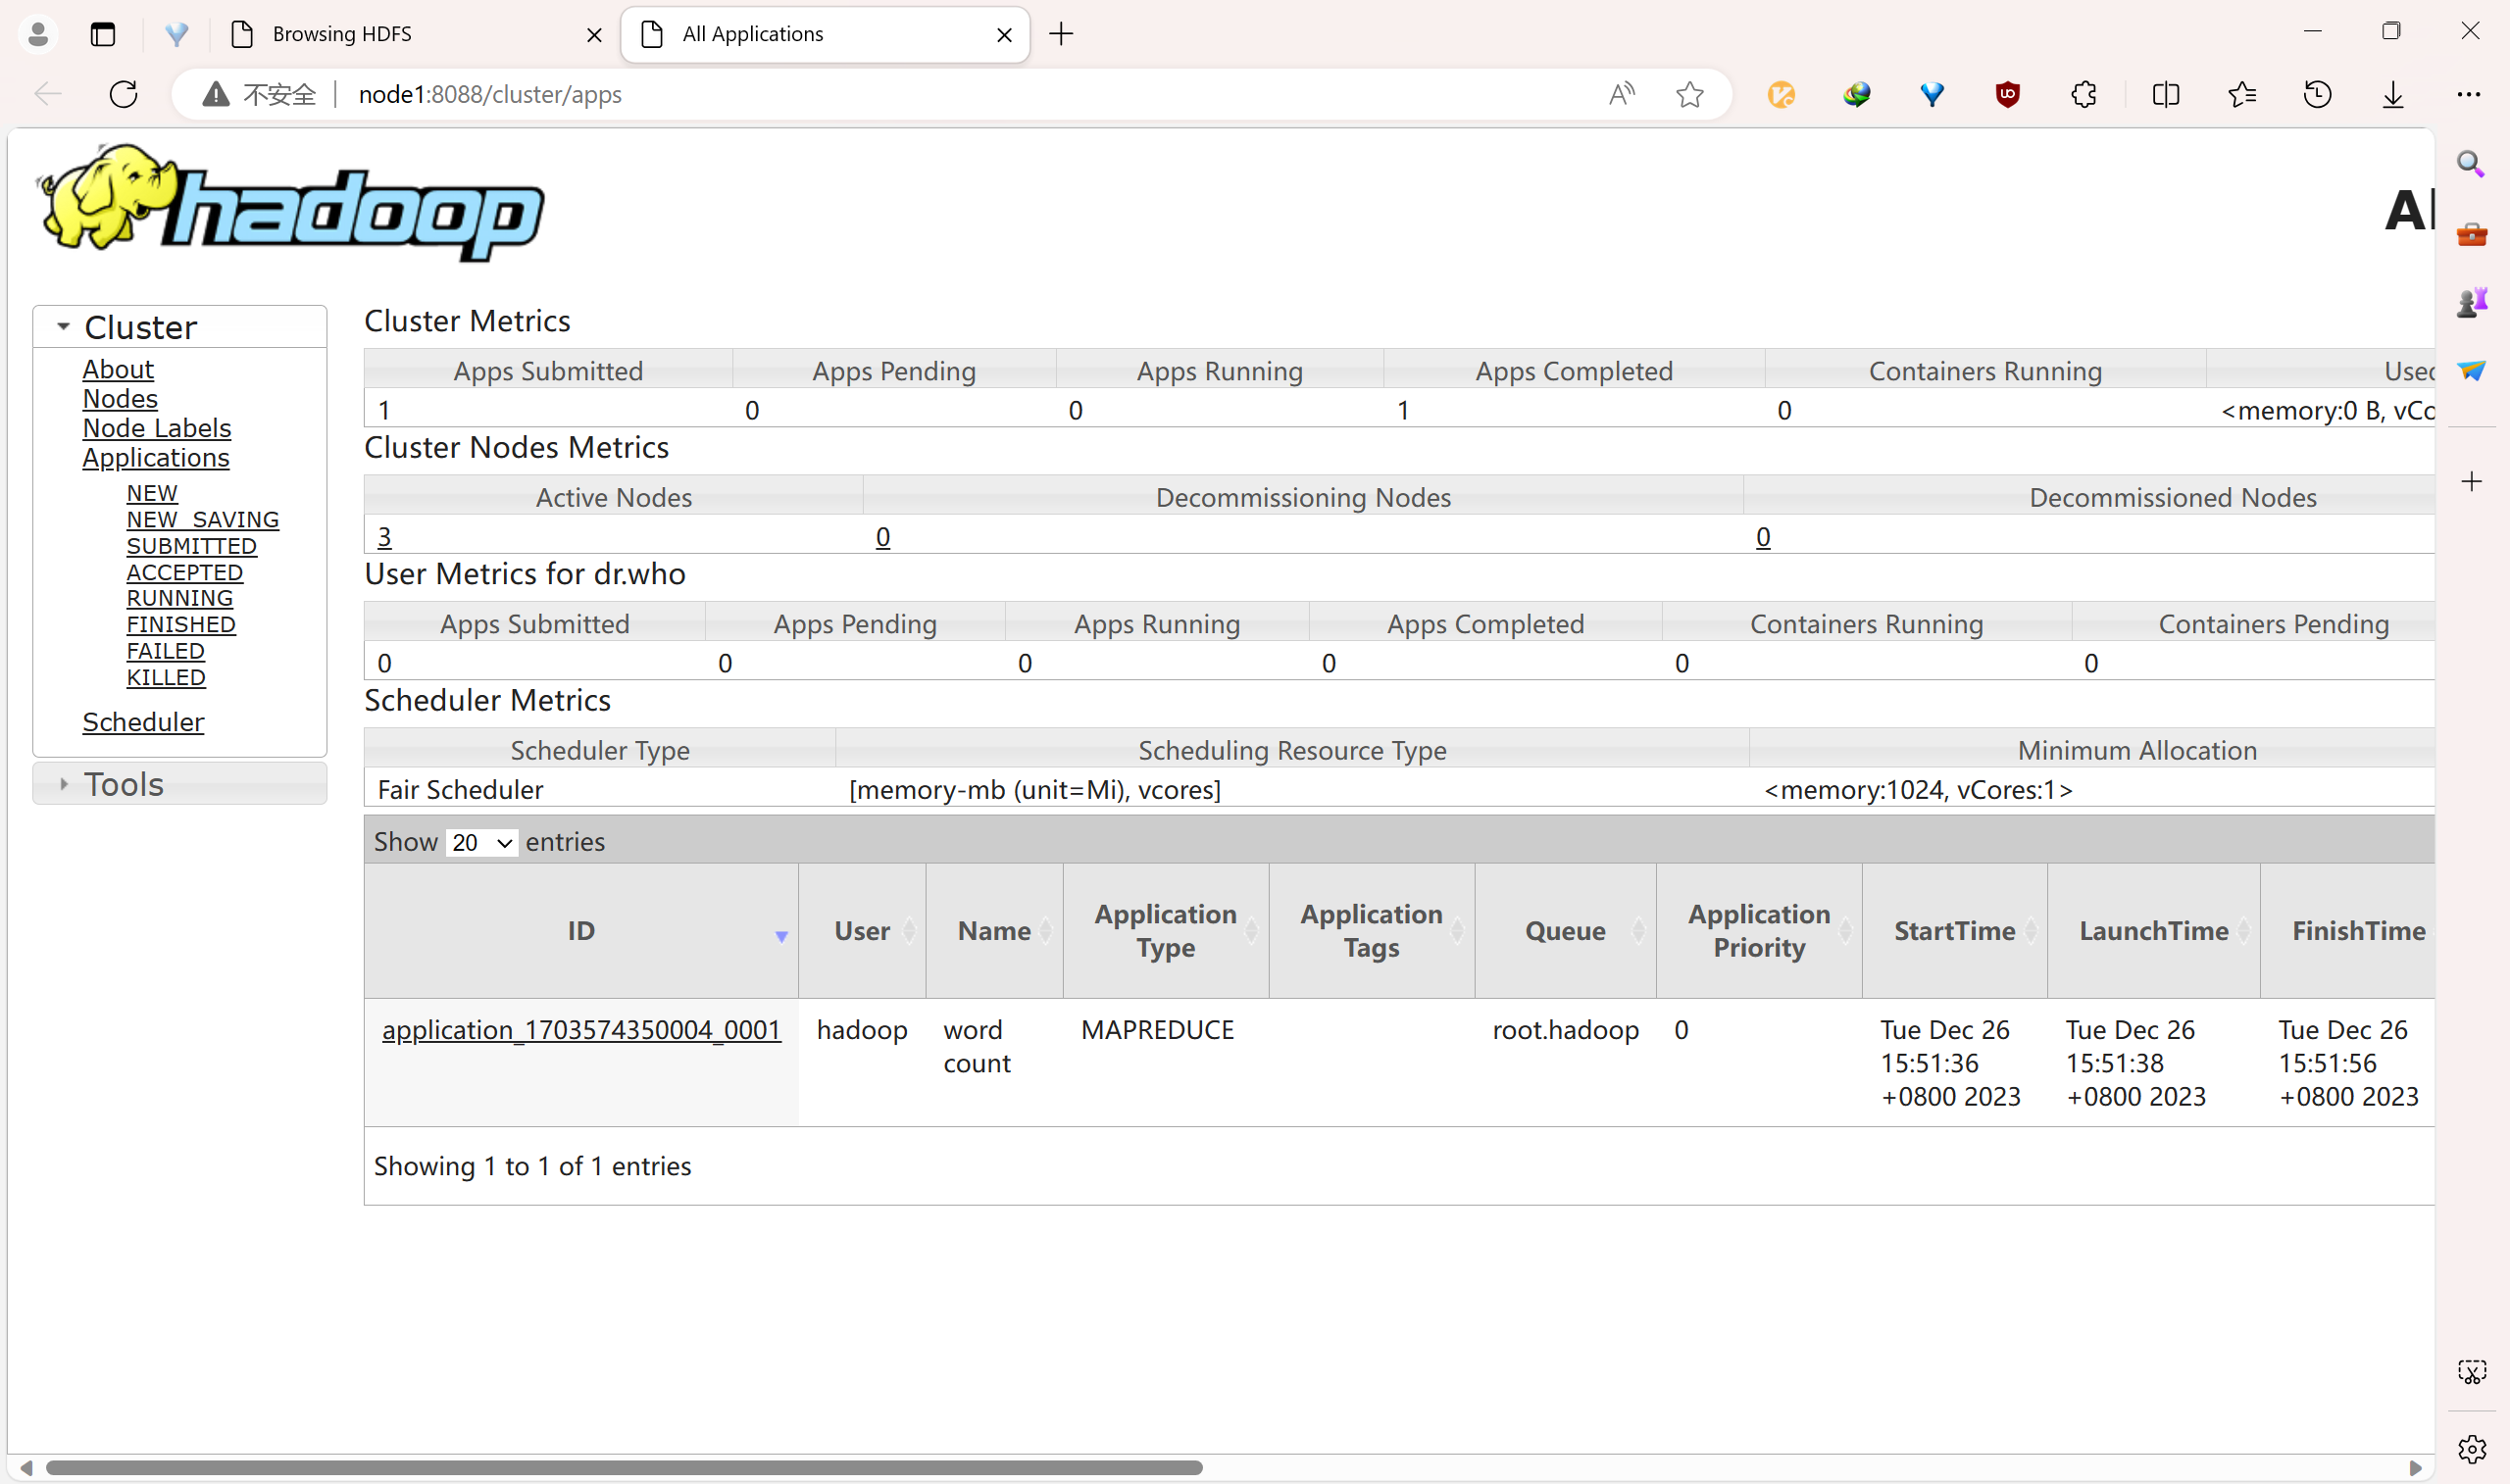 Browsing HDFS
All Applications
不安全 node1:8088/cluster/apps
hadoop
Cluster
About
Nodes
Node Labels
Applications
NEW
NEW_SAVING
SUBMITTED
ACCEPTED
RUNNING
FINISHED
FAILED
KILLED
Scheduler
Tools
Cluster Metrics
Apps Submitted Apps Pending Apps Running Apps Completed Containers Running Used
1 0 0 1 0 <memory:0 B, vCo
Cluster Nodes Metrics
Active Nodes Decommissioning Nodes Decommissioned Nodes
3 0 0
User Metrics for dr.who
Apps Submitted Apps Pending Apps Running Apps Completed Containers Running Containers Pending
0 0 0 0 0 0
Scheduler Metrics
Scheduler Type Scheduling Resource Type Minimum Allocation
Fair Scheduler [memory-mb (unit=Mi), vcores] <memory:1024, vCores:1>
Show 20 entries
ID User Name Application Type Application Tags Queue Application Priority StartTime LaunchTime FinishTime
application_1703574350004_0001 hadoop word count MAPREDUCE root.hadoop 0 Tue Dec 26 15:51:36 +0800 2023 Tue Dec 26 15:51:38 +0800 2023 Tue Dec 26 15:51:56 +0800 2023
Showing 1 to 1 of 1 entries